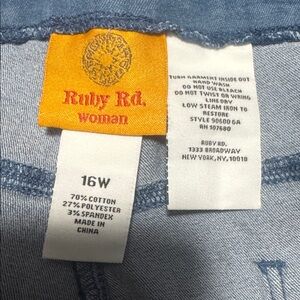 Ruby Rd.
woman
16W
70% COTTON
27% POLYESTER
3% SPANDEX
MADE IN
CHINA
TURN GARMENT INSIDE OUT
HAND WASH
DO NOT USE BLEACH
DO NOT TWIST OR WRING
LINE DRY
LOW STEAM IRON TO
RESTORE
STYLE 90600 6A
RN 107680
RUBY RD.
1333 BROADWAY
NEW YORK, NY, 10018